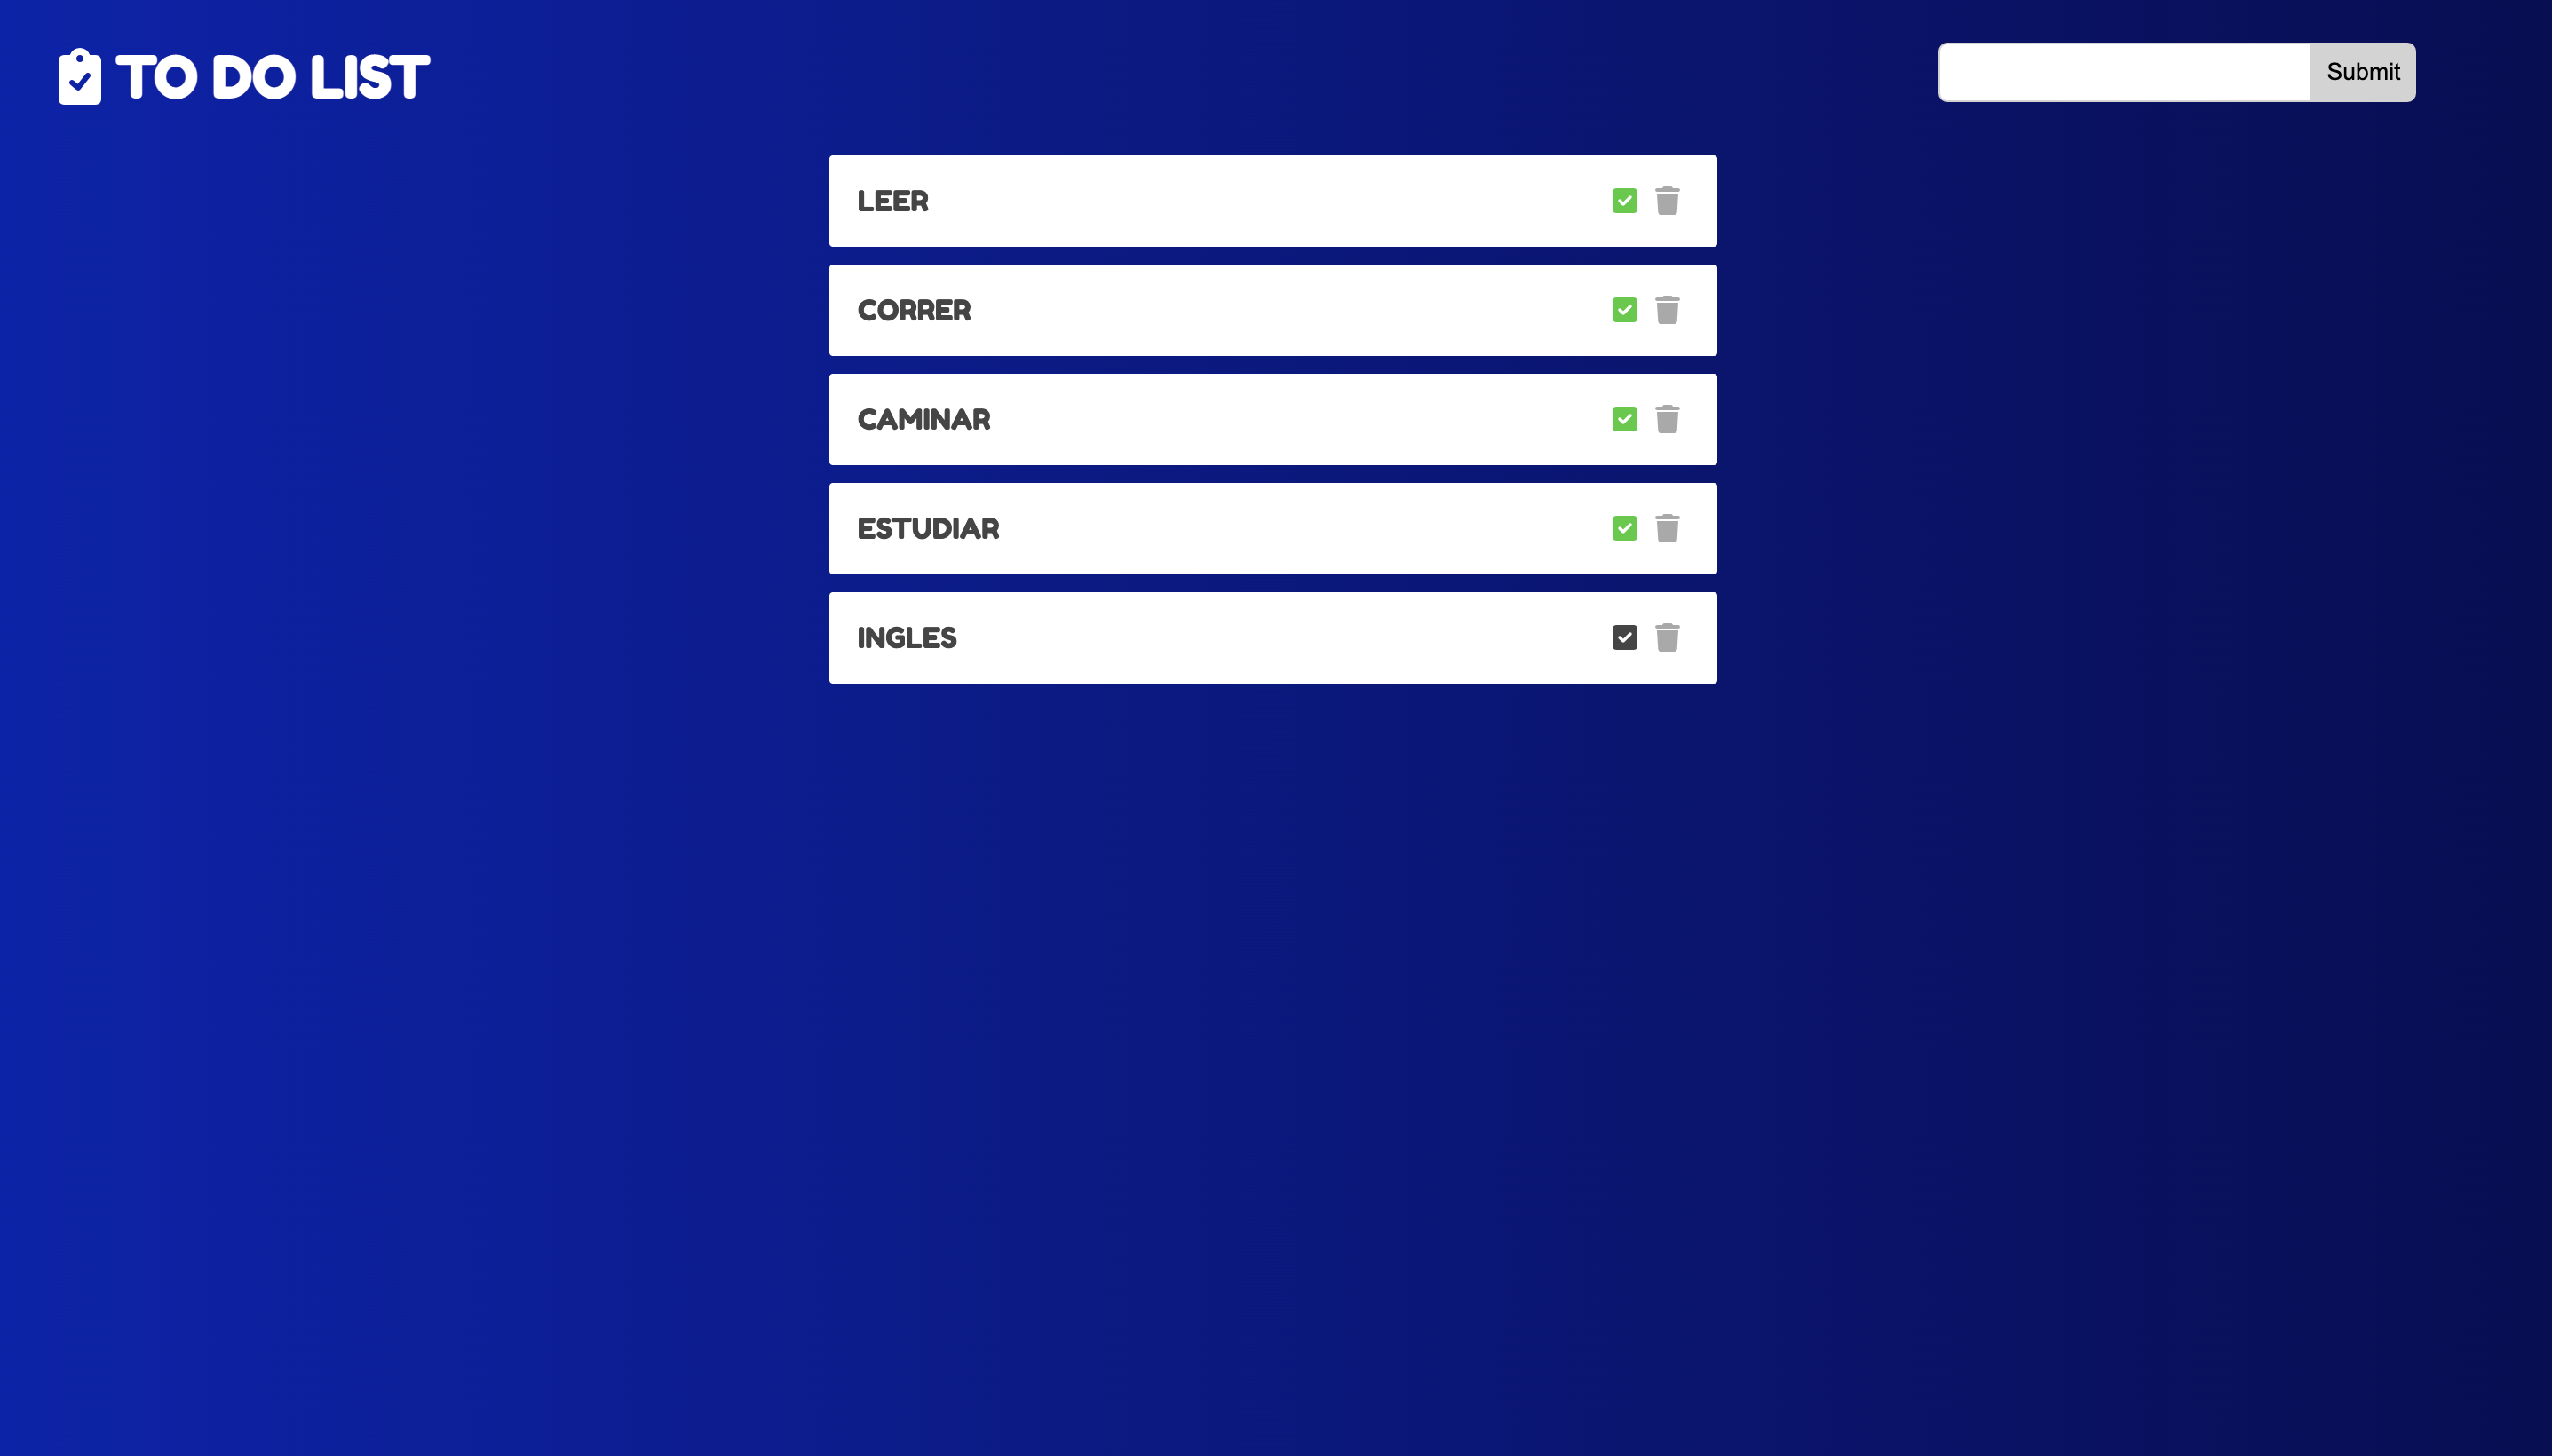 TO DO LIST
Submit
LEER
CORRER
CAMINAR
ESTUDIAR
INGLES